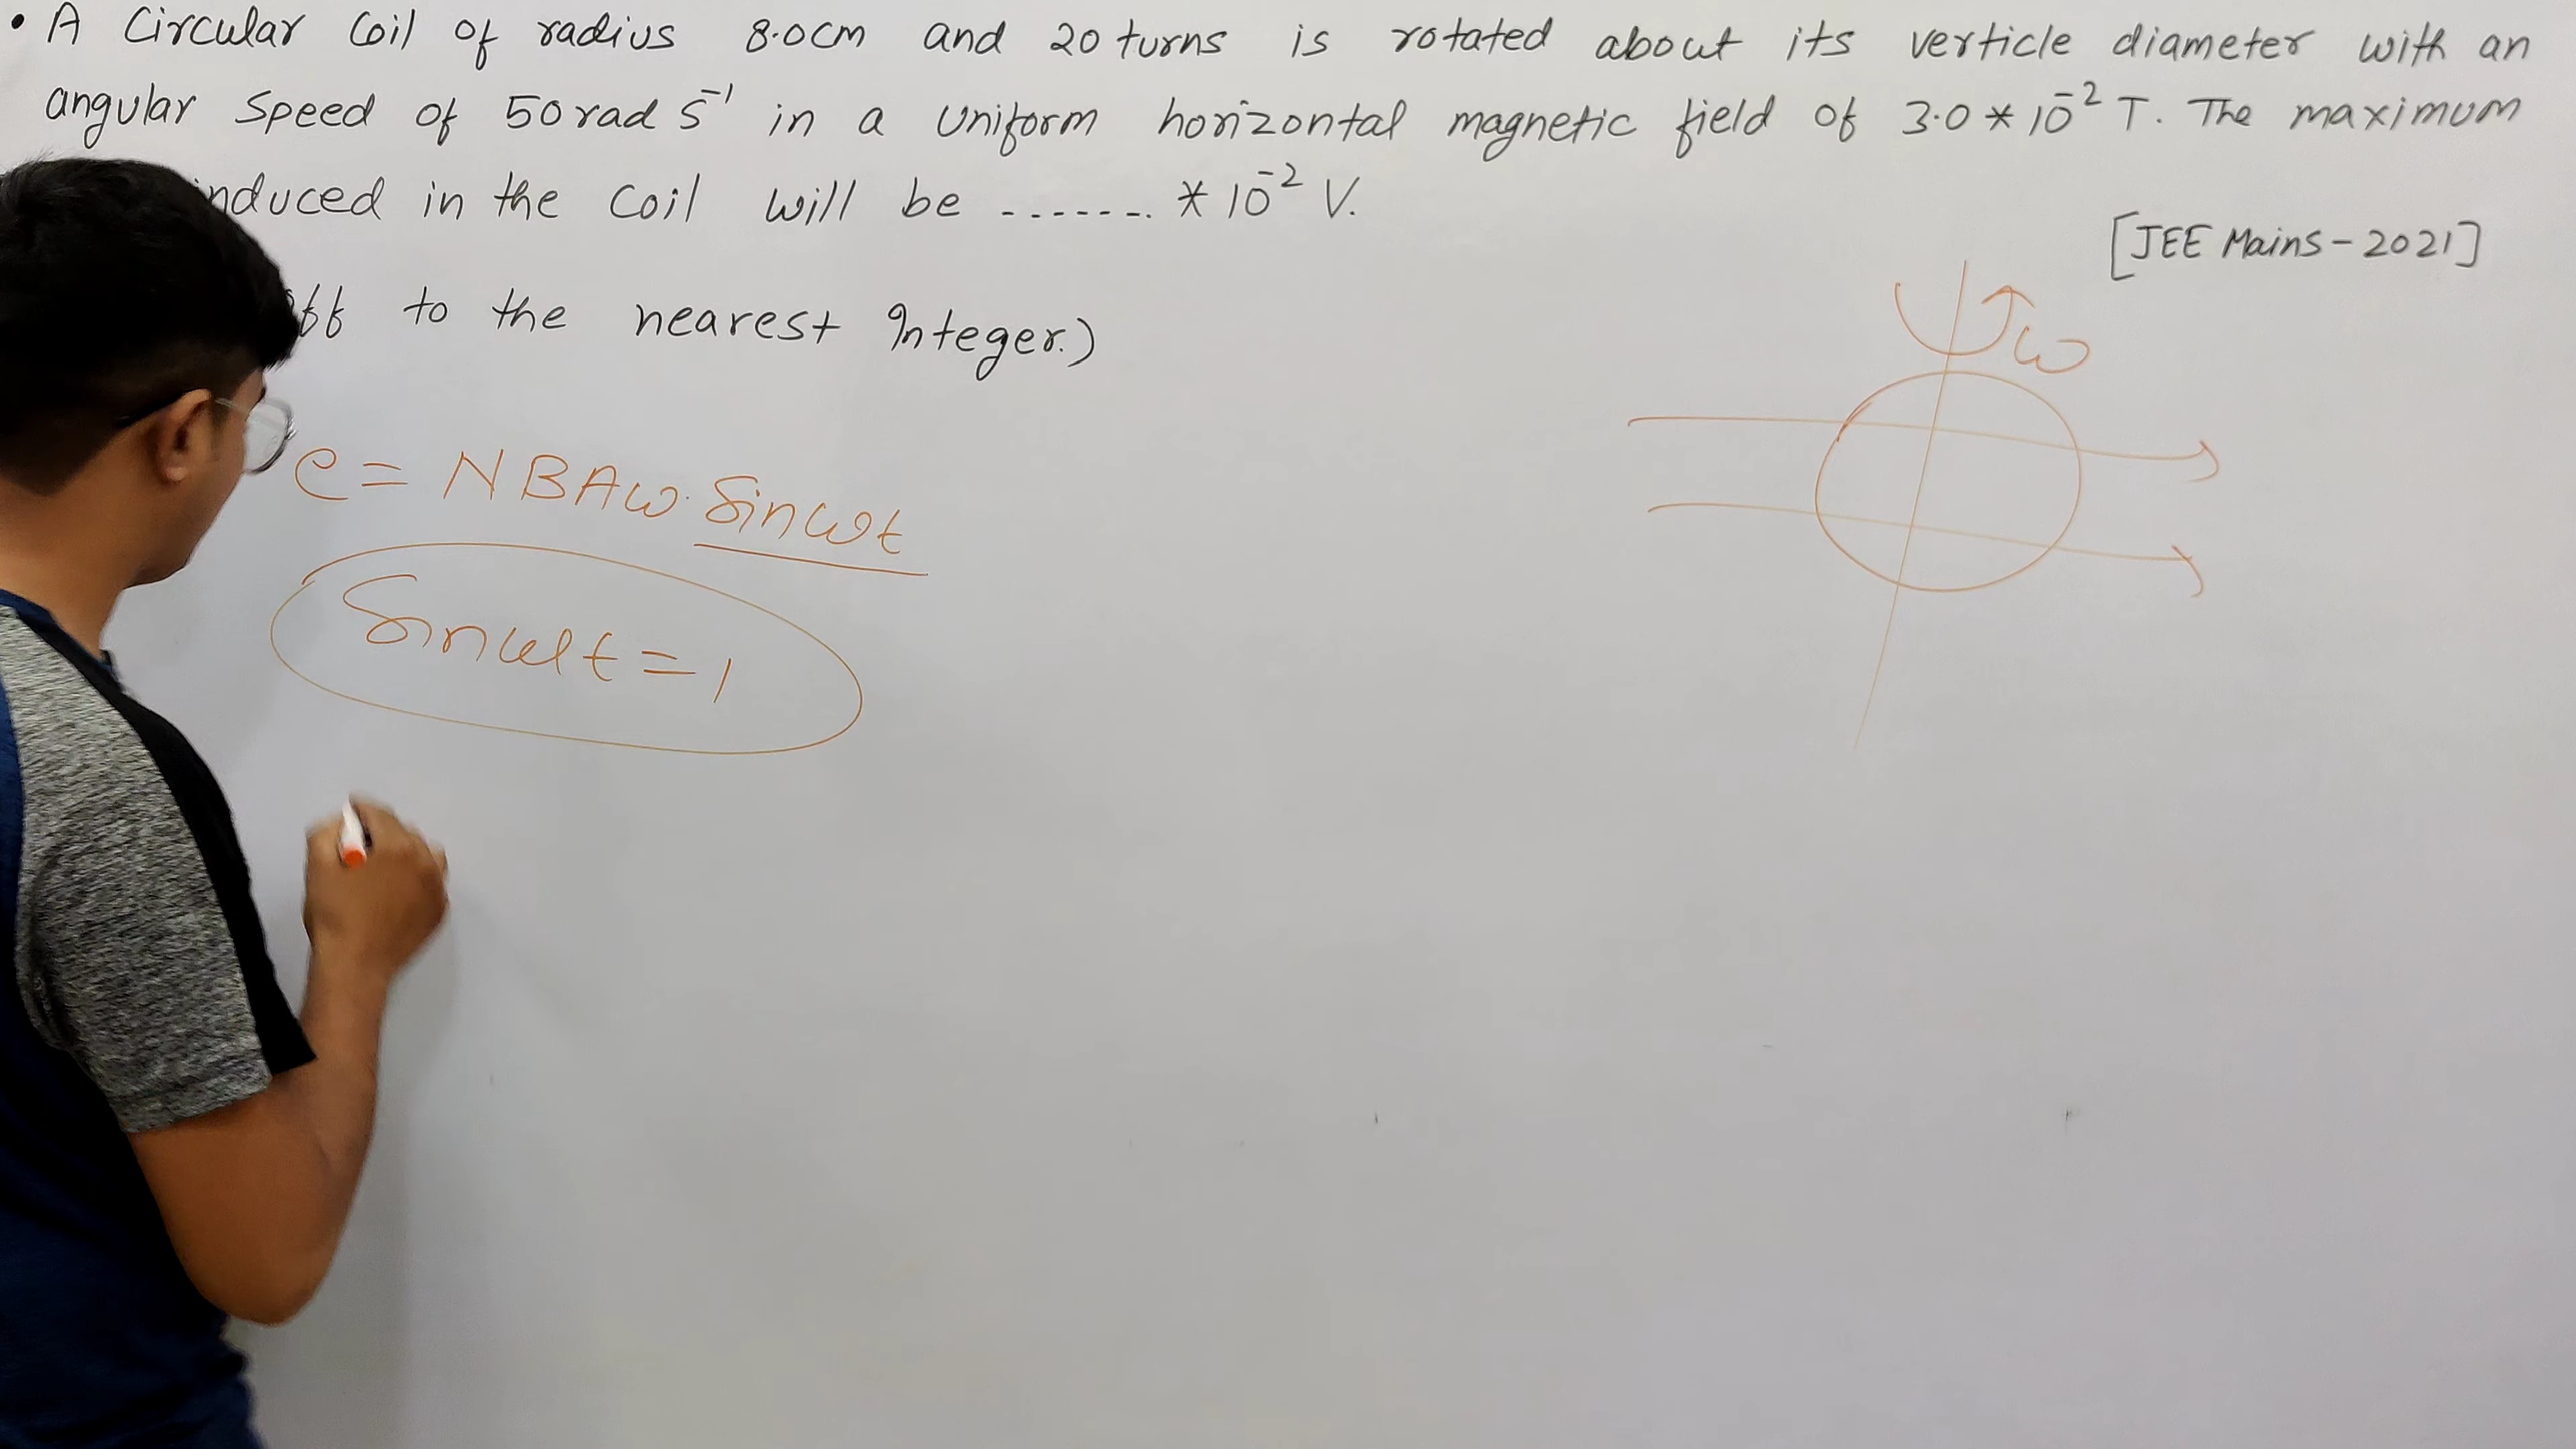 • A Circular Coil of radius 8.0cm and 20 turns is rotated about its verticle diameter with an
angular Speed of 50 rad s⁻¹ in a Uniform horizontal magnetic field of 3.0 * 10⁻² T. The maximum
induced in the Coil will be ....... * 10⁻² V.
[JEE Mains - 2021]
to the nearest Integer.)
ω
e = NBAω. Sinωt
Sinωt = 1